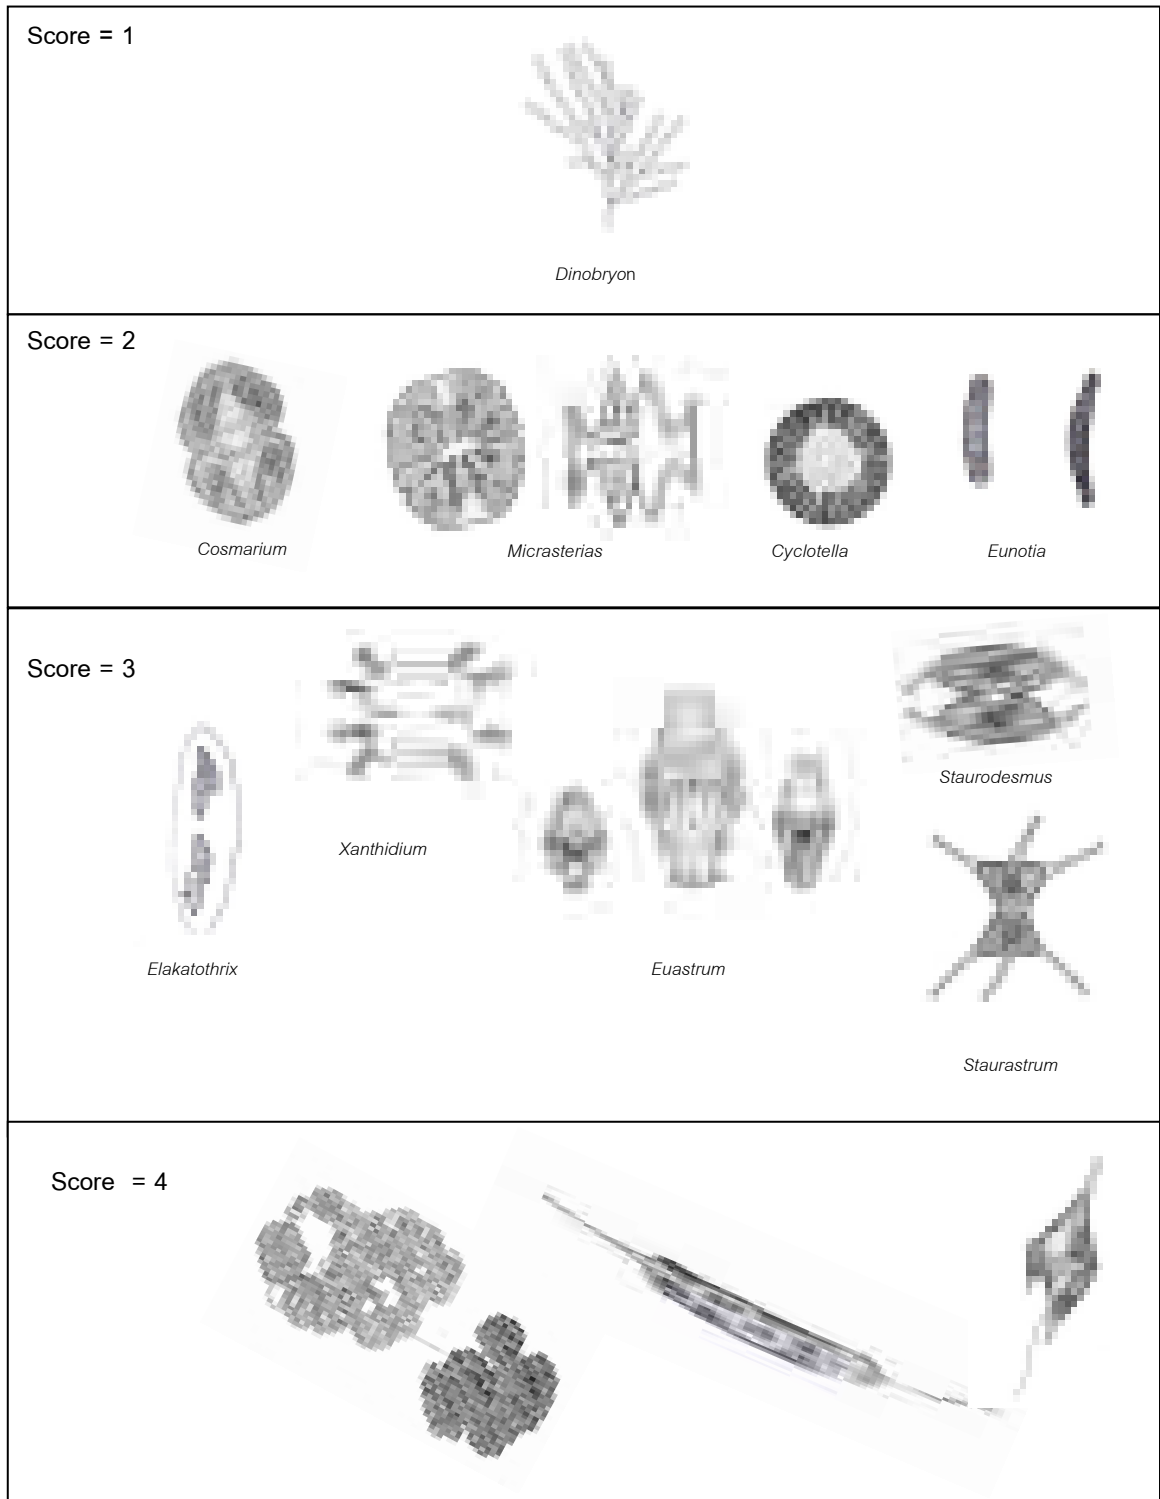 Score = 1
Dinobryon
Score = 2
Cosmarium
Micrasterias
Cyclotella
Eunotia
Score = 3
Staurodesmus
Xanthidium
Elakatothrix
Euastrum
Staurastrum
Score = 4